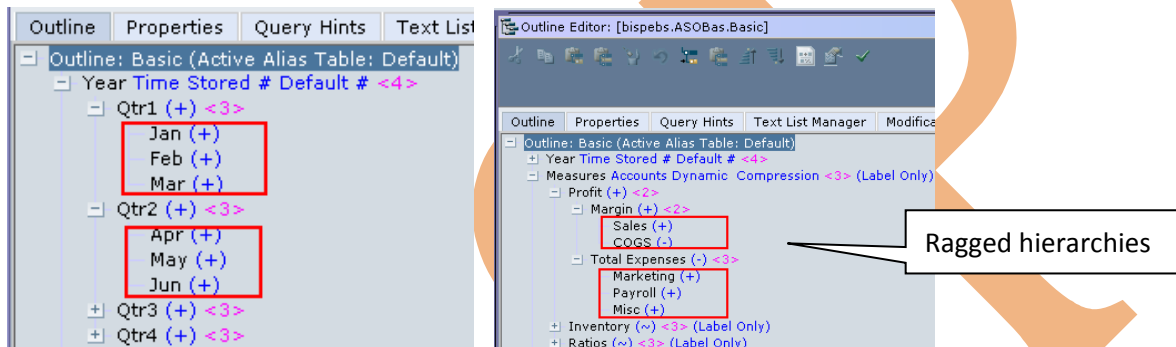 Outline Properties Query Hints Text List
Outline: Basic (Active Alias Table: Default)
Year Time Stored # Default # <4>
Qtr1 (+) <3>
Jan (+)
Feb (+)
Mar (+)
Qtr2 (+) <3>
Apr (+)
May (+)
Jun (+)
Qtr3 (+) <3>
Qtr4 (+) <3>
Outline Editor: [bispebs.ASOBas.Basic]
Outline Properties Query Hints Text List Manager Modifica
Outline: Basic (Active Alias Table: Default)
Year Time Stored # Default # <4>
Measures Accounts Dynamic Compression <3> (Label Only)
Profit (+) <2>
Margin (+) <2>
Sales (+)
COGS (-)
Total Expenses (-) <3>
Marketing (+)
Payroll (+)
Misc (+)
Inventory (~) <3> (Label Only)
Ratios (~) <3> (Label Only)
Ragged hierarchies